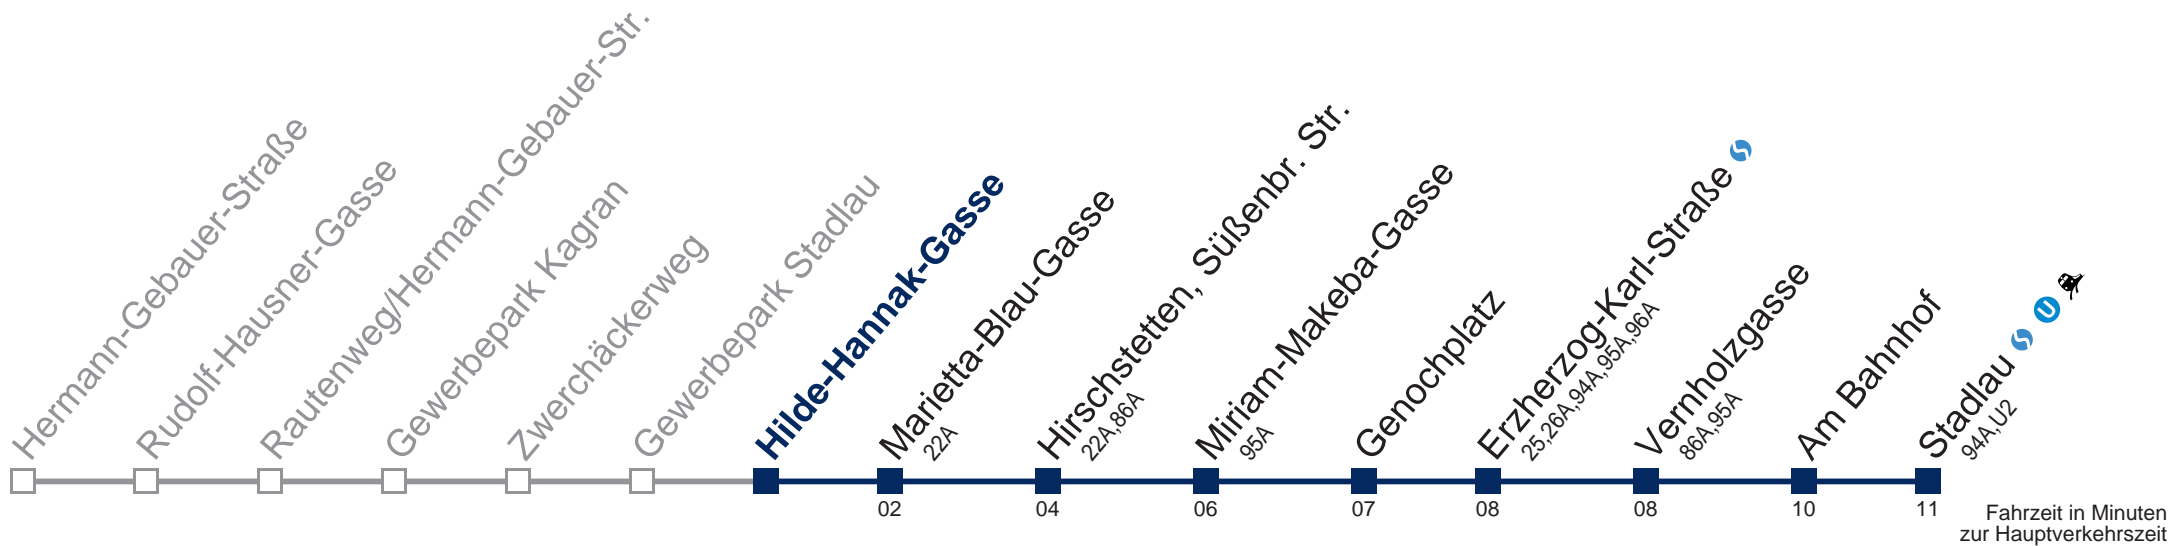 Hermann-Gebauer-Straße
Rudolf-Hausner-Gasse
Rautenweg/Hermann-Gebauer-Str.
Gewerbepark Kagran
Zwerchäckerweg
Gewerbepark Stadlau
Hilde-Hannak-Gasse
Marietta-Blau-Gasse
22A
Hirschstetten, Süßenbr. Str.
22A,86A
Miriam-Makeba-Gasse
95A
Genochplatz
Erzherzog-Karl-Straße S
25,26A,94A,95A,96A
Vernholzgasse
86A,95A
Am Bahnhof
Stadlau S U
94A,U2
02 04 06 07 08 08 10 11
Fahrzeit in Minuten
zur Hauptverkehrszeit